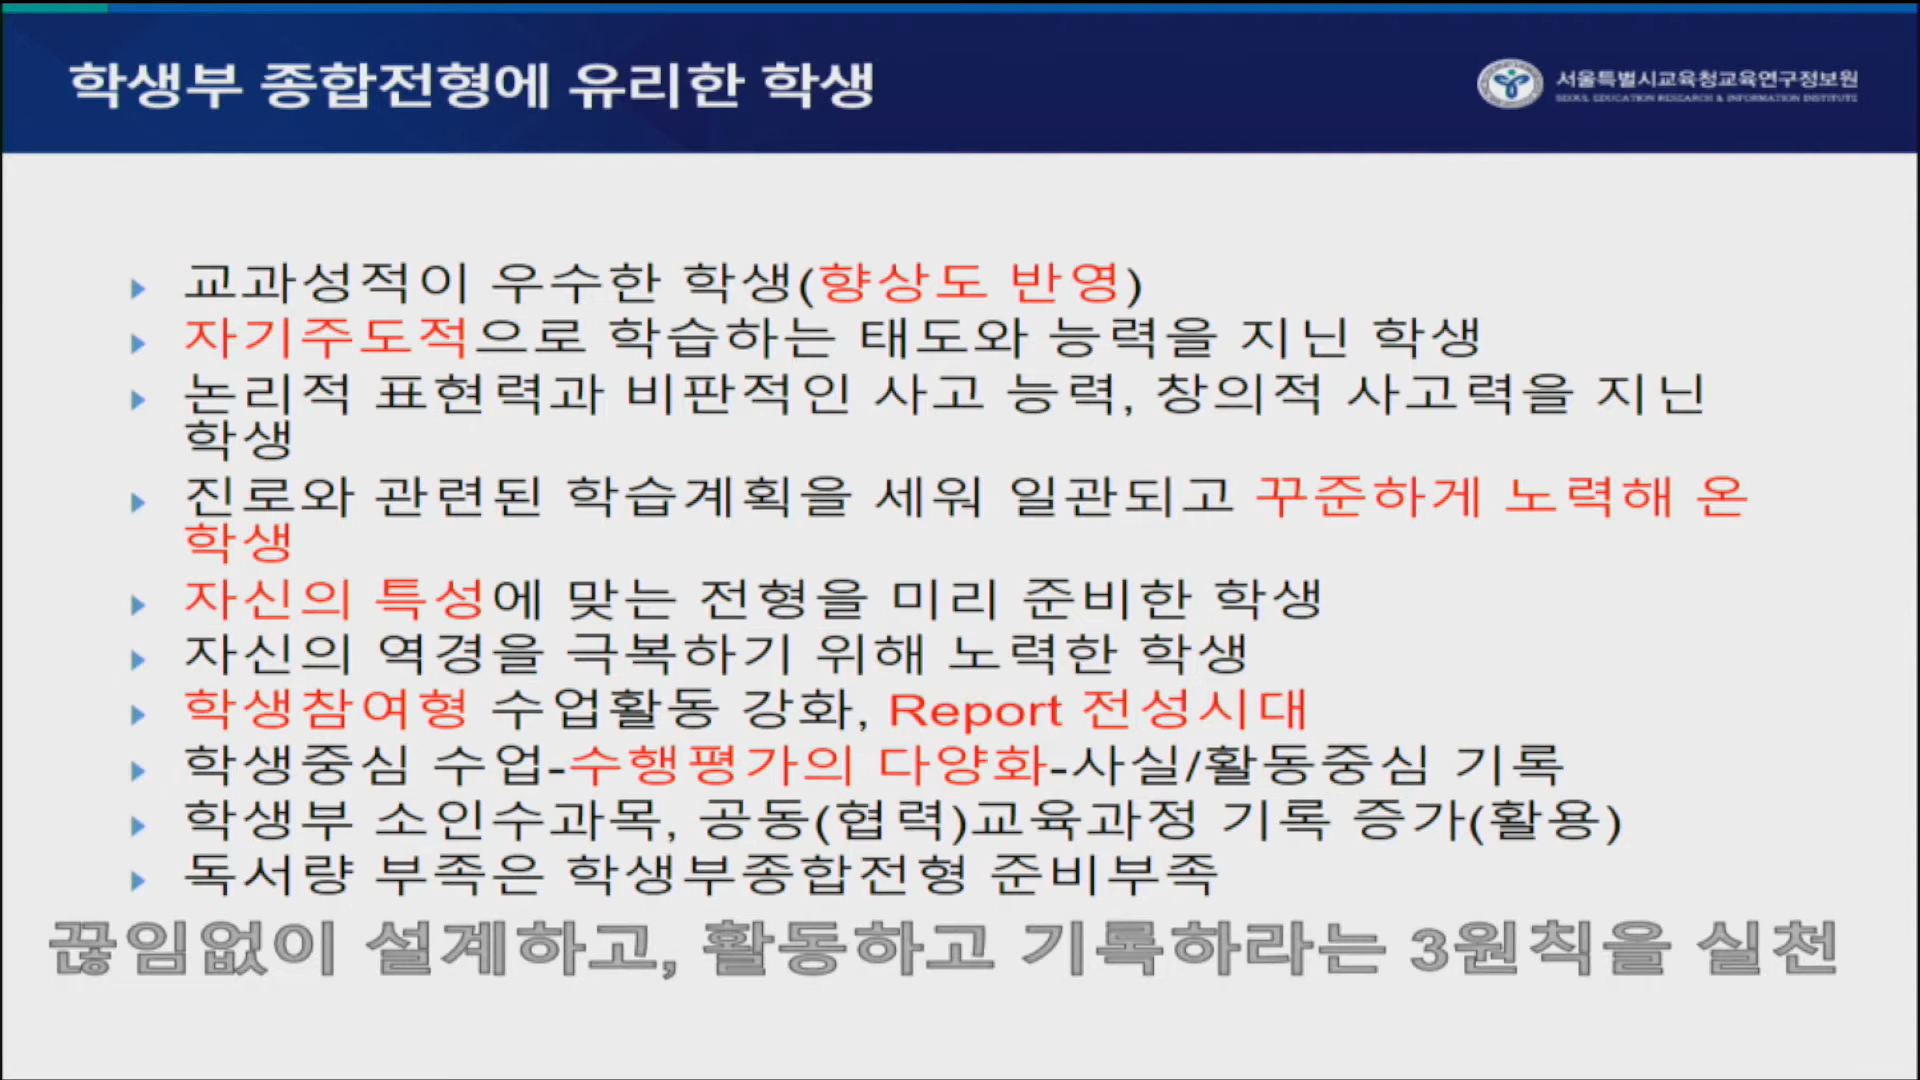 학생부 종합전형에 유리한 학생
서울특별시교육청교육연구정보원
SEOUL EDUCATION RESEARCH & INFORMATION INSTITUTE
교과성적이 우수한 학생(향상도 반영)
자기주도적으로 학습하는 태도와 능력을 지닌 학생
논리적 표현력과 비판적인 사고 능력, 창의적 사고력을 지닌
학생
진로와 관련된 학습계획을 세워 일관되고 꾸준하게 노력해 온
학생
자신의 특성에 맞는 전형을 미리 준비한 학생
자신의 역경을 극복하기 위해 노력한 학생
학생참여형 수업활동 강화, Report 전성시대
학생중심 수업-수행평가의 다양화-사실/활동중심 기록
학생부 소인수과목, 공동(협력)교육과정 기록 증가(활용)
독서량 부족은 학생부종합전형 준비부족
끊임없이 설계하고, 활동하고 기록하라는 3원칙을 실천